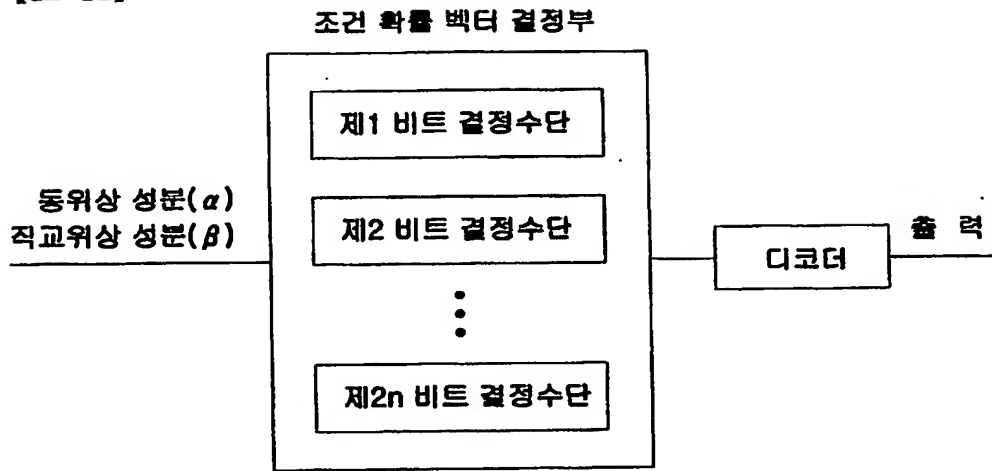 조건 확률 벡터 결정부
제1 비트 결정수단
동위상 성분(α)
직교위상 성분(β)
제2 비트 결정수단
디코더
출 력
제2n 비트 결정수단